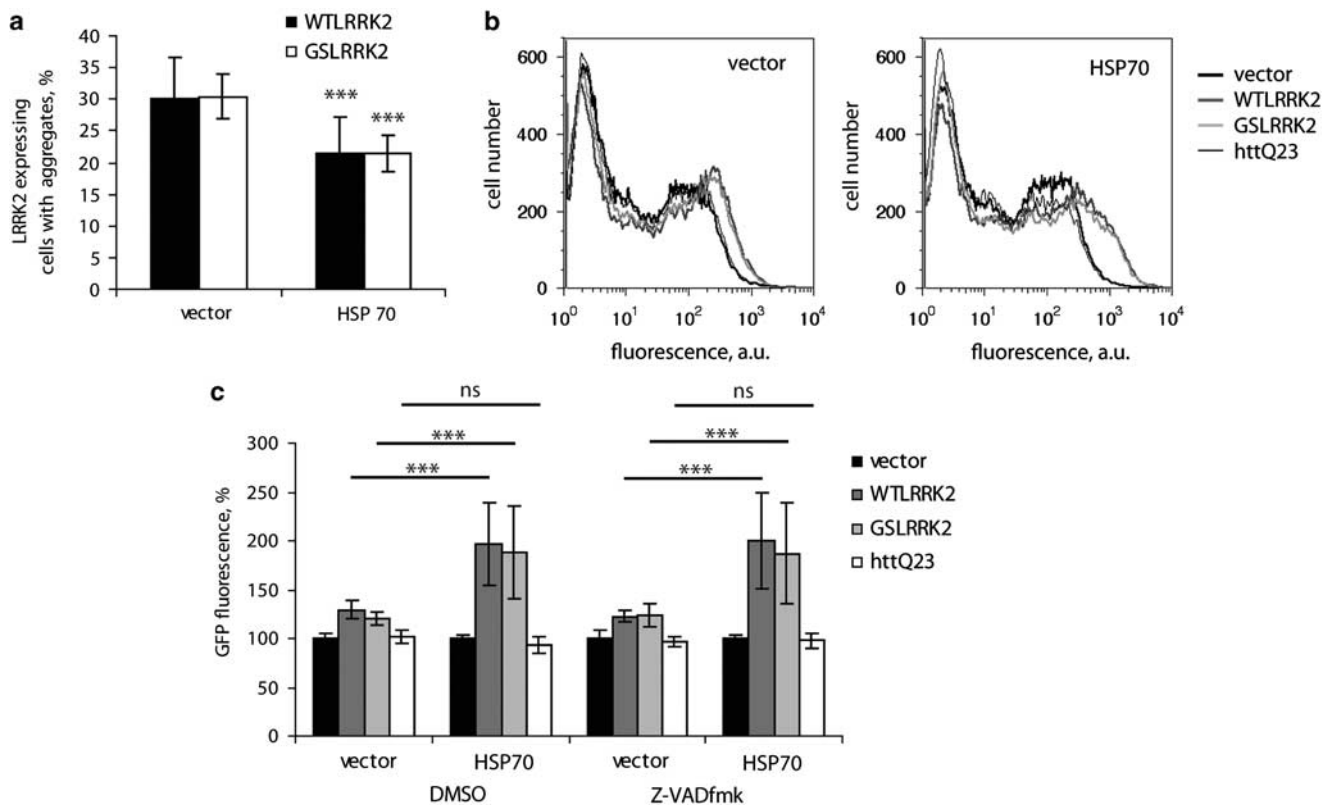 a
WTLRRK2
GSLRRK2
LRRK2 expressing
cells with aggregates, %
40
35
30
25
20
15
10
5
0
***
***
vector
HSP 70
b
vector
cell number
600
400
200
0
10^0 10^1 10^2 10^3 10^4
fluorescence, a.u.
HSP70
cell number
600
400
200
0
10^0 10^1 10^2 10^3 10^4
fluorescence, a.u.
vector
WTLRRK2
GSLRRK2
httQ23
c
ns
ns
***
***
***
***
GFP fluorescence, %
300
250
200
150
100
50
0
vector
HSP70
vector
HSP70
DMSO
Z-VADfmk
vector
WTLRRK2
GSLRRK2
httQ23